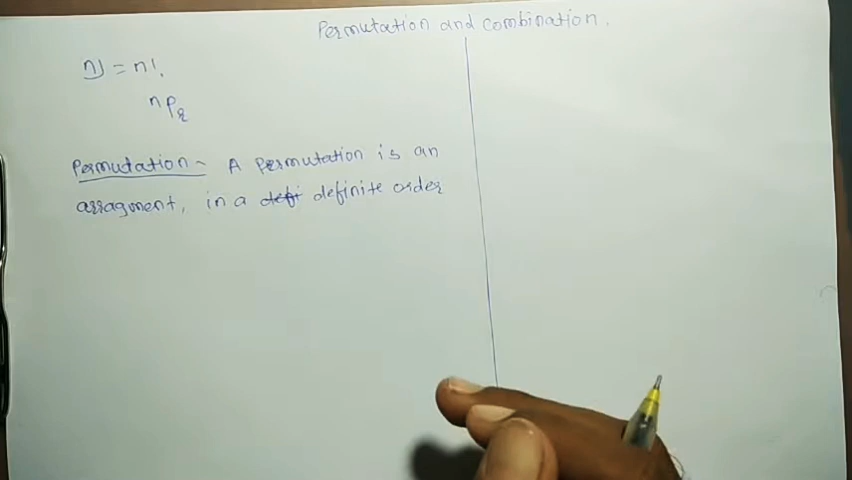 Permutation and combination.
n⅃ = n!.
nPr
Permutation - A Permutation is an
arragment, in a defi definite order